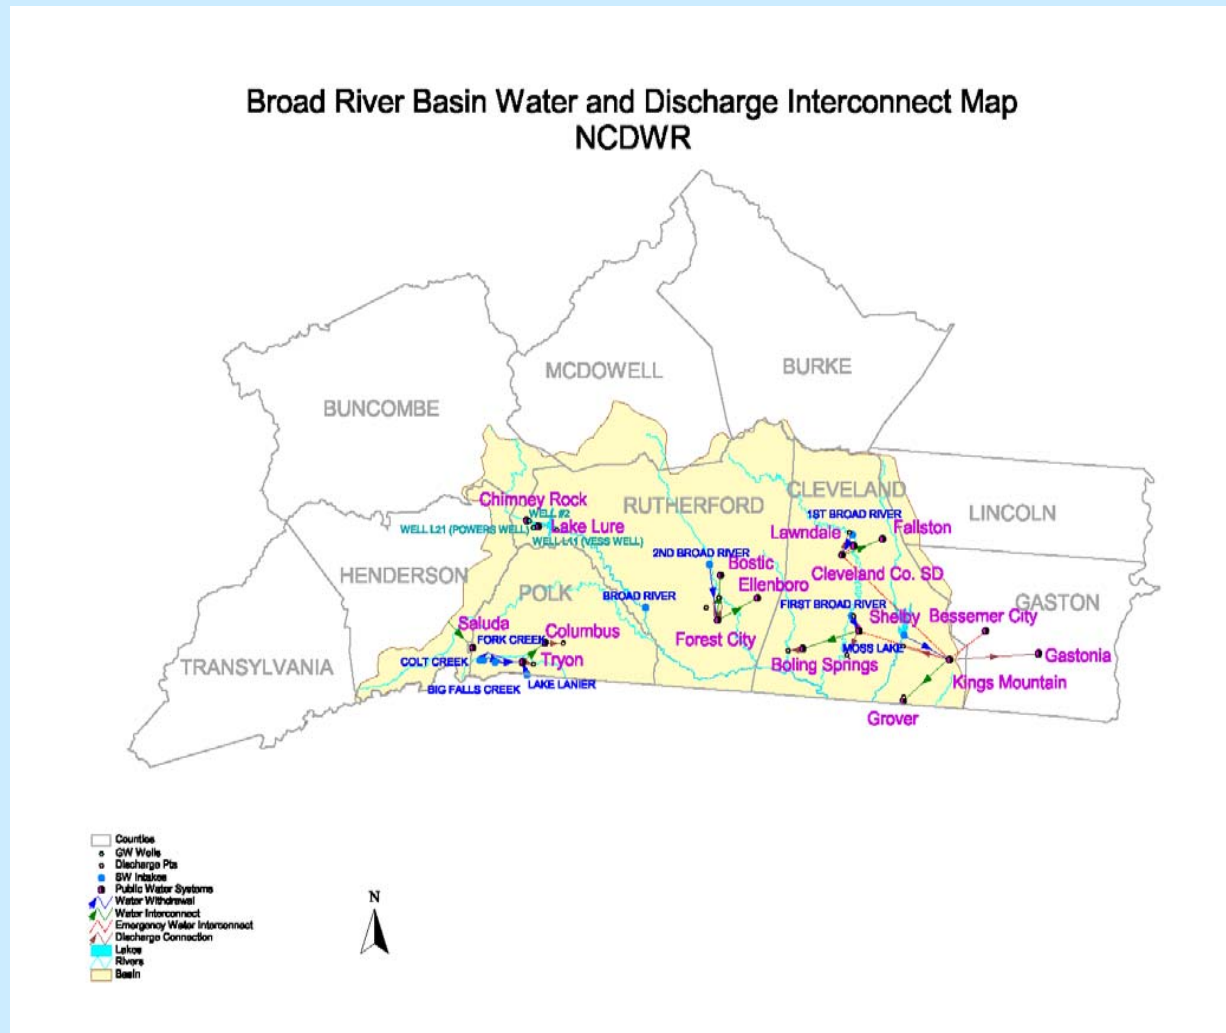 Broad River Basin Water and Discharge Interconnect Map
NCDWR
MCDOWELL
BURKE
BUNCOMBE
Chimney Rock
RUTHERFORD
CLEVELAND
WELL #2
1ST BROAD RIVER
LINCOLN
WELL L21 (POWERS WELL)
Lake Lure
Lawndale
Fallston
WELL L11 (VESS WELL)
2ND BROAD RIVER
Bostic
Cleveland Co. SD
HENDERSON
POLK
Ellenboro
BROAD RIVER
FIRST BROAD RIVER
GASTON
Saluda
Shelby
Bessemer City
FORK CREEK
Columbus
Forest City
MOSS LAKE
TRANSYLVANIA
COLT CREEK
Tryon
Boling Springs
Gastonia
BIG FALLS CREEK
LAKE LANIER
Kings Mountain
Grover
Counties
GW Wells
Discharge Pts
SW Intakes
Public Water Systems
Water Withdrawal
Water Interconnect
Emergency Water Interconnect
Discharge Connection
Lakes
Rivers
Basin
N